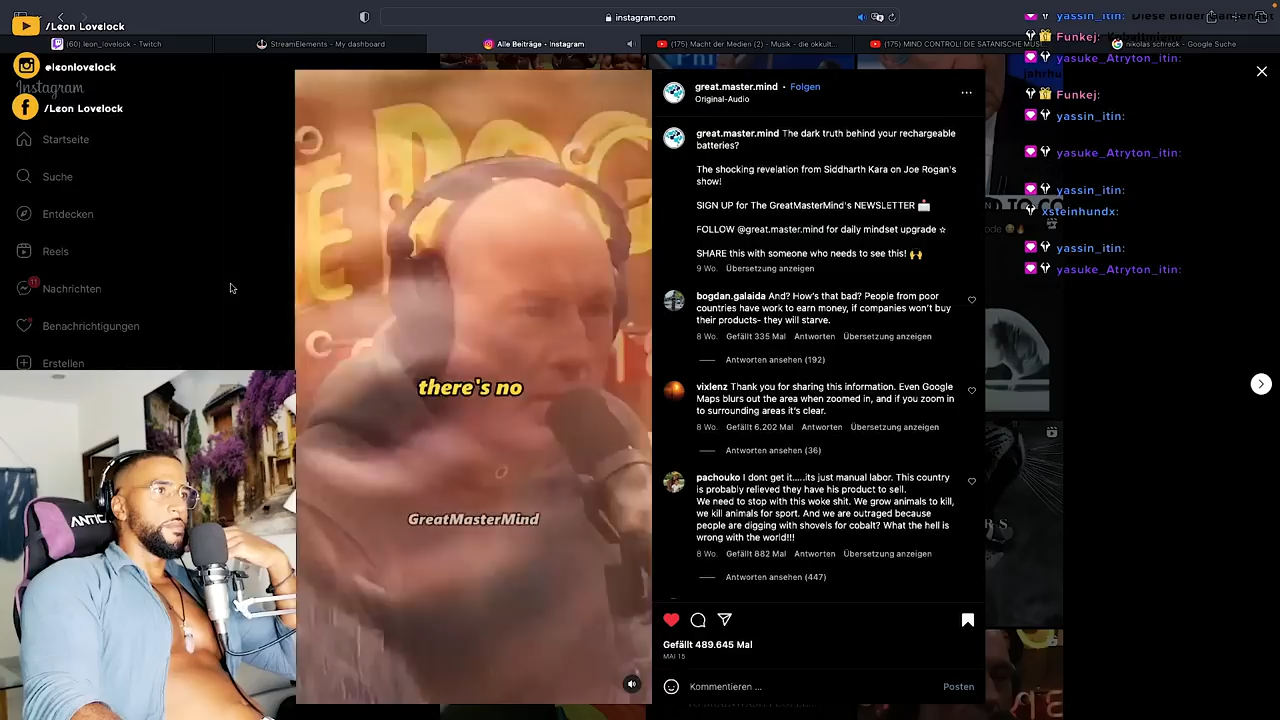 /Leon Lovelock
@leonlovelock
/Leon Lovelock
instagram.com
(60) leon_lovelock - Twitch
StreamElements - My dashboard
Alle Beiträge • Instagram
(175) Macht der Medien (2) - Musik - die okkult...
(175) MIND CONTROL! DIE SATANISCHE MUSI...
nikolas schreck - Google Suche
Instagram
Startseite
Suche
Entdecken
Reels
11
Nachrichten
Benachrichtigungen
Erstellen
ANTIC
there's no
GreatMasterMind
great.master.mind • Folgen
Original-Audio
great.master.mind The dark truth behind your rechargeable
batteries?
The shocking revelation from Siddharth Kara on Joe Rogan's
show!
SIGN UP for The GreatMasterMind's NEWSLETTER 📩
FOLLOW @great.master.mind for daily mindset upgrade ⭐
SHARE this with someone who needs to see this! 🙌
9 Wo. Übersetzung anzeigen
bogdan.galaida And? How's that bad? People from poor
countries have work to earn money, if companies won't buy
their products- they will starve.
8 Wo. Gefällt 335 Mal Antworten Übersetzung anzeigen
Antworten ansehen (192)
vixlenz Thank you for sharing this information. Even Google
Maps blurs out the area when zoomed in, and if you zoom in
to surrounding areas it's clear.
8 Wo. Gefällt 6.202 Mal Antworten Übersetzung anzeigen
Antworten ansehen (36)
pachouko I dont get it.....its just manual labor. This country
is probably relieved they have his product to sell.
We need to stop with this woke shit. We grow animals to kill,
we kill animals for sport. And we are outraged because
people are digging with shovels for cobalt? What the hell is
wrong with the world!!!
8 Wo. Gefällt 882 Mal Antworten Übersetzung anzeigen
Antworten ansehen (447)
Gefällt 489.645 Mal
MAI 15
Kommentieren ...
Posten
yassin_itin: Diese Bilder
Funkej:
yasuke_Atryton_itin:
jahrhu
Funkej:
yassin_itin:
yasuke_Atryton_itin:
yassin_itin:
xsteinhundx:
yassin_itin:
yasuke_Atryton_itin: